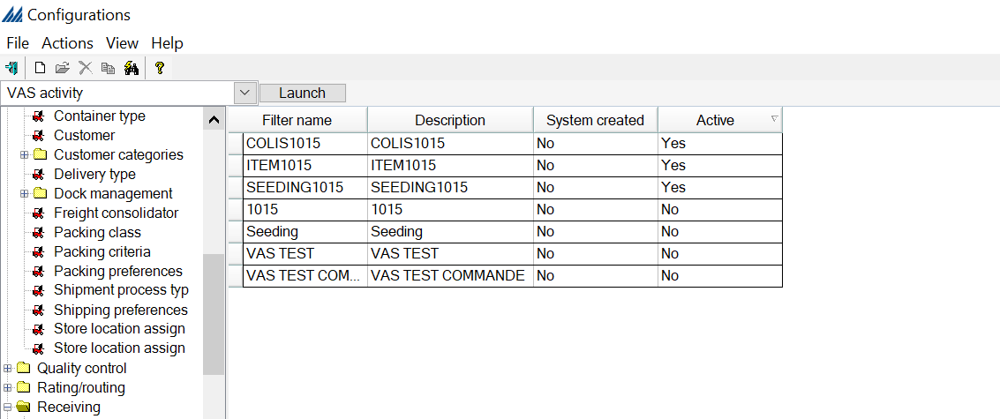 Configurations
File Actions View Help
VAS activity Launch
Container type
Customer
Customer categories
Delivery type
Dock management
Freight consolidator
Packing class
Packing criteria
Packing preferences
Shipment process typ
Shipping preferences
Store location assign
Store location assign
Quality control
Rating/routing
Receiving
Filter name Description System created Active
COLIS1015 COLIS1015 No Yes
ITEM1015 ITEM1015 No Yes
SEEDING1015 SEEDING1015 No Yes
1015 1015 No No
Seeding Seeding No No
VAS TEST VAS TEST No No
VAS TEST COM... VAS TEST COMMANDE No No